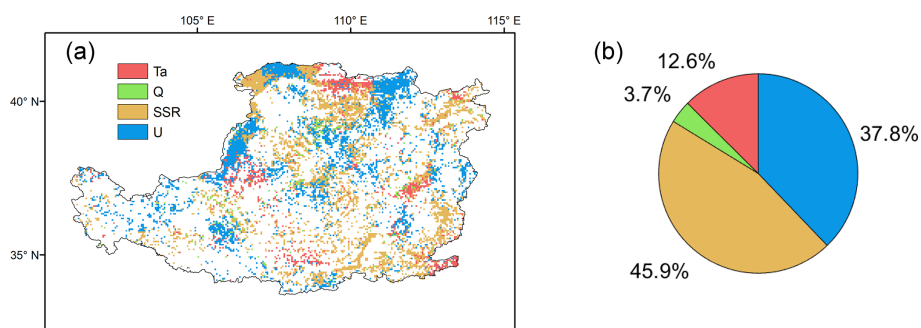 105° E 110° E 115° E
(a)
Ta
Q
SSR
U
40° N
35° N
(b)
12.6%
3.7%
37.8%
45.9%